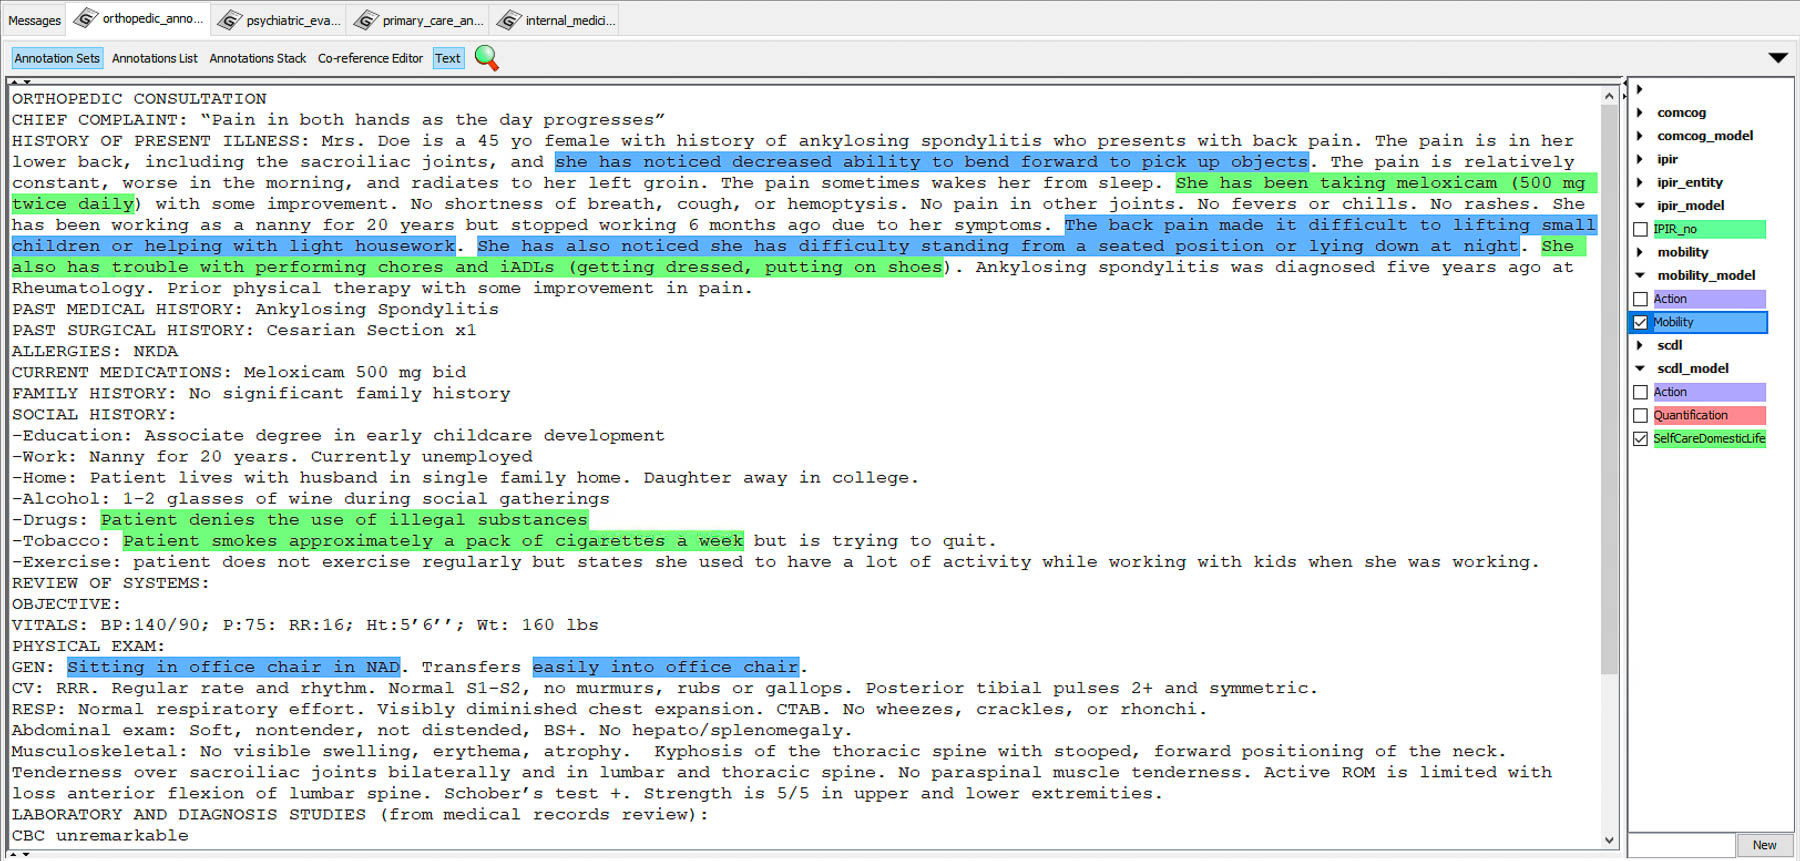 Messages orthopedic_anno... psychiatric_eva... primary_care_an... internal_medici...
Annotation Sets Annotations List Annotations Stack Co-reference Editor Text
ORTHOPEDIC CONSULTATION
CHIEF COMPLAINT: “Pain in both hands as the day progresses”
HISTORY OF PRESENT ILLNESS: Mrs. Doe is a 45 yo female with history of ankylosing spondylitis who presents with back pain. The pain is in her
lower back, including the sacroiliac joints, and she has noticed decreased ability to bend forward to pick up objects. The pain is relatively
constant, worse in the morning, and radiates to her left groin. The pain sometimes wakes her from sleep. She has been taking meloxicam (500 mg
twice daily) with some improvement. No shortness of breath, cough, or hemoptysis. No pain in other joints. No fevers or chills. No rashes. She
has been working as a nanny for 20 years but stopped working 6 months ago due to her symptoms. The back pain made it difficult to lifting small
children or helping with light housework. She has also noticed she has difficulty standing from a seated position or lying down at night. She
also has trouble with performing chores and iADLs (getting dressed, putting on shoes). Ankylosing spondylitis was diagnosed five years ago at
Rheumatology. Prior physical therapy with some improvement in pain.
PAST MEDICAL HISTORY: Ankylosing Spondylitis
PAST SURGICAL HISTORY: Cesarian Section x1
ALLERGIES: NKDA
CURRENT MEDICATIONS: Meloxicam 500 mg bid
FAMILY HISTORY: No significant family history
SOCIAL HISTORY:
-Education: Associate degree in early childcare development
-Work: Nanny for 20 years. Currently unemployed
-Home: Patient lives with husband in single family home. Daughter away in college.
-Alcohol: 1-2 glasses of wine during social gatherings
-Drugs: Patient denies the use of illegal substances
-Tobacco: Patient smokes approximately a pack of cigarettes a week but is trying to quit.
-Exercise: patient does not exercise regularly but states she used to have a lot of activity while working with kids when she was working.
REVIEW OF SYSTEMS:
OBJECTIVE:
VITALS: BP:140/90; P:75: RR:16; Ht:5’6’’; Wt: 160 lbs
PHYSICAL EXAM:
GEN: Sitting in office chair in NAD. Transfers easily into office chair.
CV: RRR. Regular rate and rhythm. Normal S1-S2, no murmurs, rubs or gallops. Posterior tibial pulses 2+ and symmetric.
RESP: Normal respiratory effort. Visibly diminished chest expansion. CTAB. No wheezes, crackles, or rhonchi.
Abdominal exam: Soft, nontender, not distended, BS+. No hepato/splenomegaly.
Musculoskeletal: No visible swelling, erythema, atrophy.  Kyphosis of the thoracic spine with stooped, forward positioning of the neck.
Tenderness over sacroiliac joints bilaterally and in lumbar and thoracic spine. No paraspinal muscle tenderness. Active ROM is limited with
loss anterior flexion of lumbar spine. Schober’s test +. Strength is 5/5 in upper and lower extremities.
LABORATORY AND DIAGNOSIS STUDIES (from medical records review):
CBC unremarkable
comcog
comcog_model
ipir
ipir_entity
ipir_model
IPIR_no
mobility
mobility_model
Action
Mobility
scdl
scdl_model
Action
Quantification
SelfCareDomesticLife
New